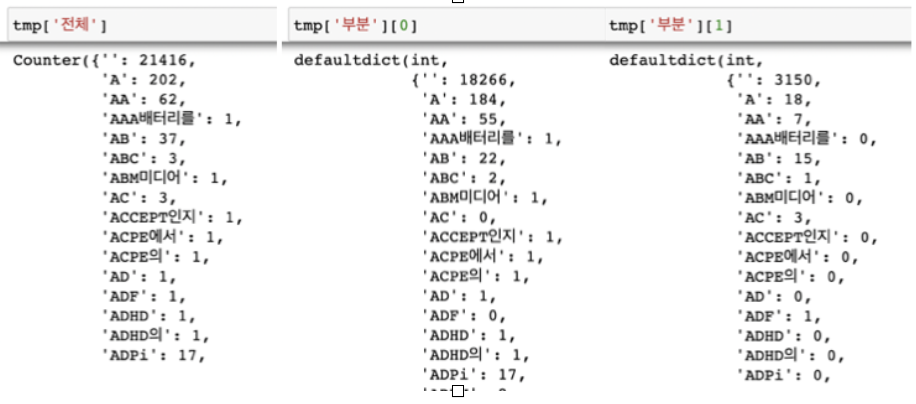 tmp['전체']
Counter({'': 21416,
'A': 202,
'AA': 62,
'AAA배터리를': 1,
'AB': 37,
'ABC': 3,
'ABM미디어': 1,
'AC': 3,
'ACCEPT인지': 1,
'ACPE에서': 1,
'ACPE의': 1,
'AD': 1,
'ADF': 1,
'ADHD': 1,
'ADHD의': 1,
'ADPi': 17,
tmp['부분'][0]
defaultdict(int,
{'': 18266,
'A': 184,
'AA': 55,
'AAA배터리를': 1,
'AB': 22,
'ABC': 2,
'ABM미디어': 1,
'AC': 0,
'ACCEPT인지': 1,
'ACPE에서': 1,
'ACPE의': 1,
'AD': 1,
'ADF': 0,
'ADHD': 1,
'ADHD의': 1,
'ADPi': 17,
tmp['부분'][1]
defaultdict(int,
{'': 3150,
'A': 18,
'AA': 7,
'AAA배터리를': 0,
'AB': 15,
'ABC': 1,
'ABM미디어': 0,
'AC': 3,
'ACCEPT인지': 0,
'ACPE에서': 0,
'ACPE의': 0,
'AD': 0,
'ADF': 1,
'ADHD': 0,
'ADHD의': 0,
'ADPi': 0,